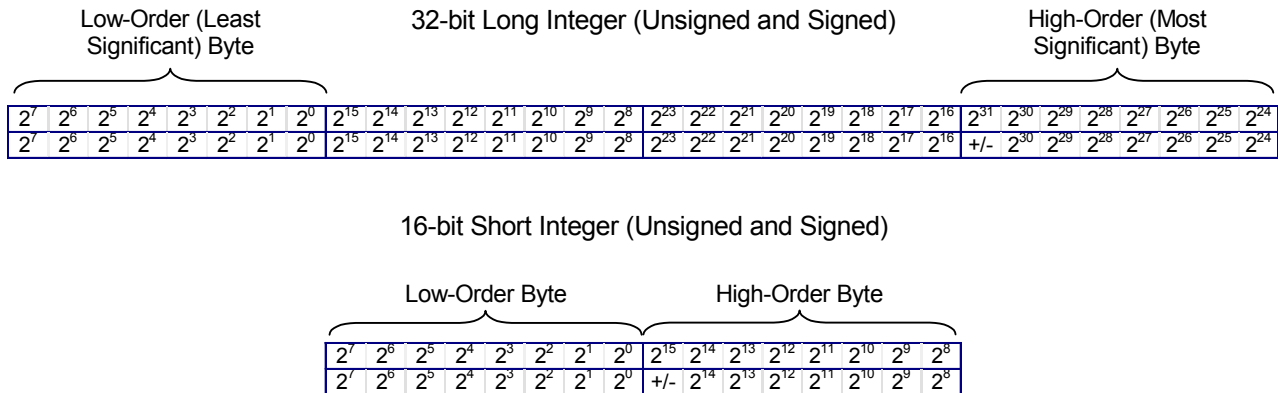 Low-Order (Least Significant) Byte
32-bit Long Integer (Unsigned and Signed)
High-Order (Most Significant) Byte
2⁷ 2⁶ 2⁵ 2⁴ 2³ 2² 2¹ 2⁰ 2¹⁵ 2¹⁴ 2¹³ 2¹² 2¹¹ 2¹⁰ 2⁹ 2⁸ 2²³ 2²² 2²¹ 2²⁰ 2¹⁹ 2¹⁸ 2¹⁷ 2¹⁶ 2³¹ 2³⁰ 2²⁹ 2²⁸ 2²⁷ 2²⁶ 2²⁵ 2²⁴
2⁷ 2⁶ 2⁵ 2⁴ 2³ 2² 2¹ 2⁰ 2¹⁵ 2¹⁴ 2¹³ 2¹² 2¹¹ 2¹⁰ 2⁹ 2⁸ 2²³ 2²² 2²¹ 2²⁰ 2¹⁹ 2¹⁸ 2¹⁷ 2¹⁶ +/- 2³⁰ 2²⁹ 2²⁸ 2²⁷ 2²⁶ 2²⁵ 2²⁴
16-bit Short Integer (Unsigned and Signed)
Low-Order Byte
High-Order Byte
2⁷ 2⁶ 2⁵ 2⁴ 2³ 2² 2¹ 2⁰ 2¹⁵ 2¹⁴ 2¹³ 2¹² 2¹¹ 2¹⁰ 2⁹ 2⁸
2⁷ 2⁶ 2⁵ 2⁴ 2³ 2² 2¹ 2⁰ +/- 2¹⁴ 2¹³ 2¹² 2¹¹ 2¹⁰ 2⁹ 2⁸